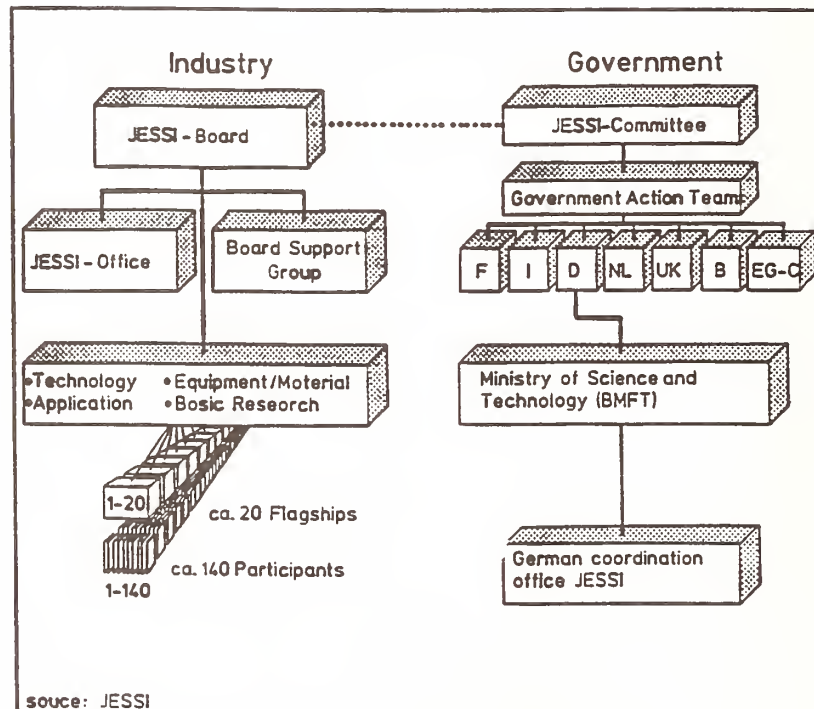 Industry
Government
JESSI-Board
JESSI-Committee
Government Action Team
JESSI-Office
Board Support
Group
F I D NL UK B EG-C
•Technology •Equipment/Material
•Application •Basic Research
Ministry of Science and
Technology (BMFT)
1-20
ca. 20 Flagships
ca. 140 Participants
1-140
German coordination
office JESSI
souce: JESSI